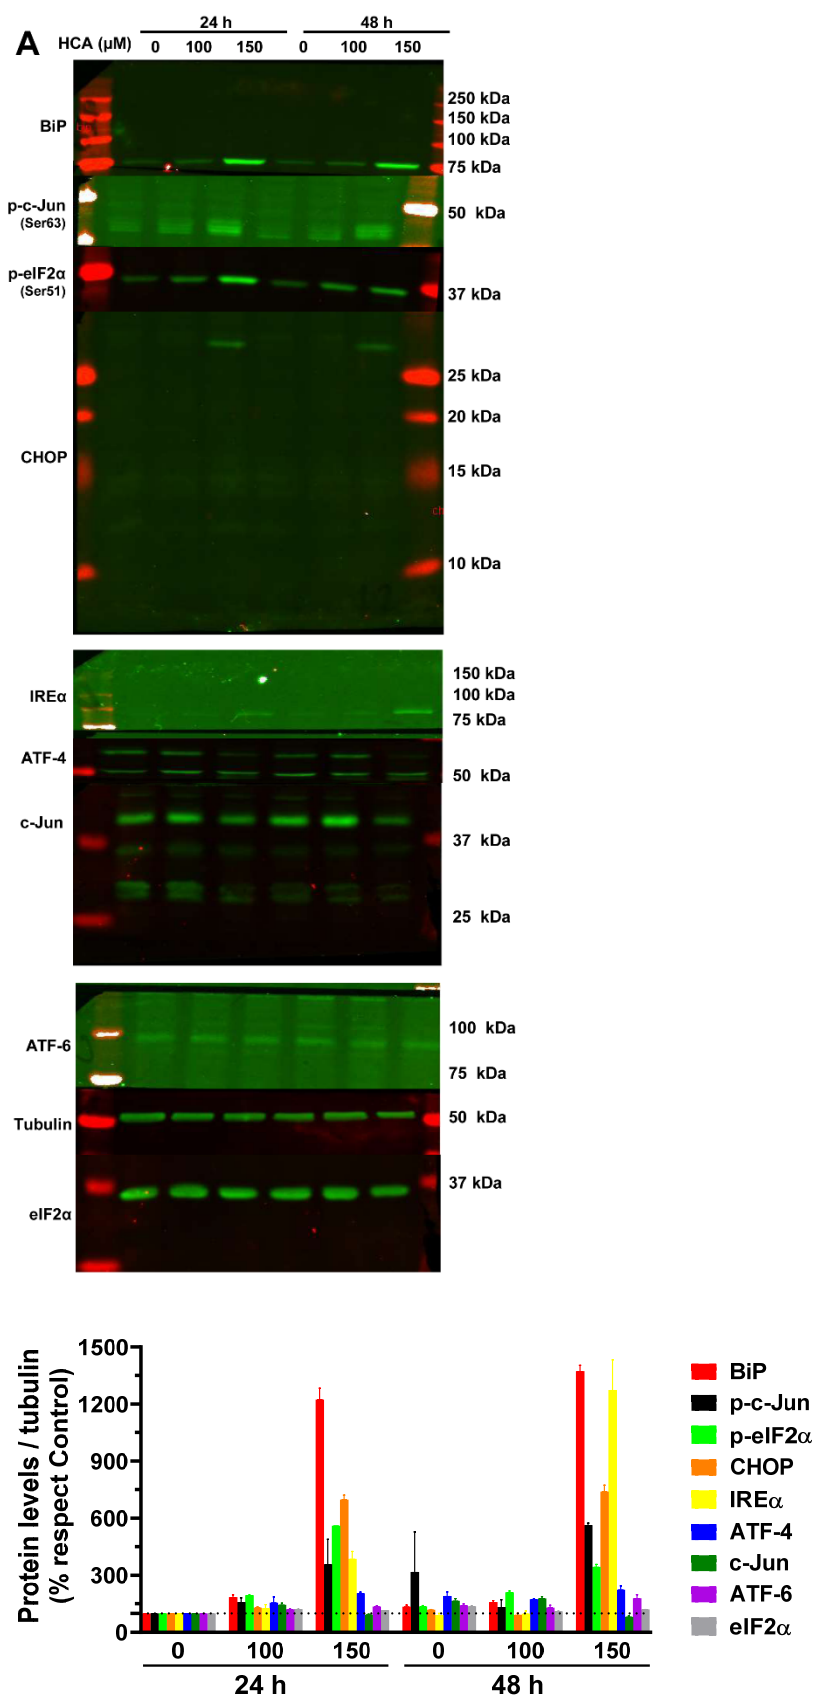 A
24 h 48 h
HCA (µM) 0 100 150 0 100 150
250 kDa
150 kDa
BiP
100 kDa
75 kDa
p-c-Jun
(Ser63)
50 kDa
p-eIF2α
(Ser51)
37 kDa
25 kDa
20 kDa
CHOP
15 kDa
10 kDa
150 kDa
IREα
100 kDa
75 kDa
ATF-4
50 kDa
c-Jun
37 kDa
25 kDa
100 kDa
ATF-6
75 kDa
50 kDa
Tubulin
37 kDa
eIF2α
Protein levels / tubulin
(% respect Control)
1500
1200
900
600
300
0
0 100 150 0 100 150
24 h 48 h
BiP
p-c-Jun
p-eIF2α
CHOP
IREα
ATF-4
c-Jun
ATF-6
eIF2α